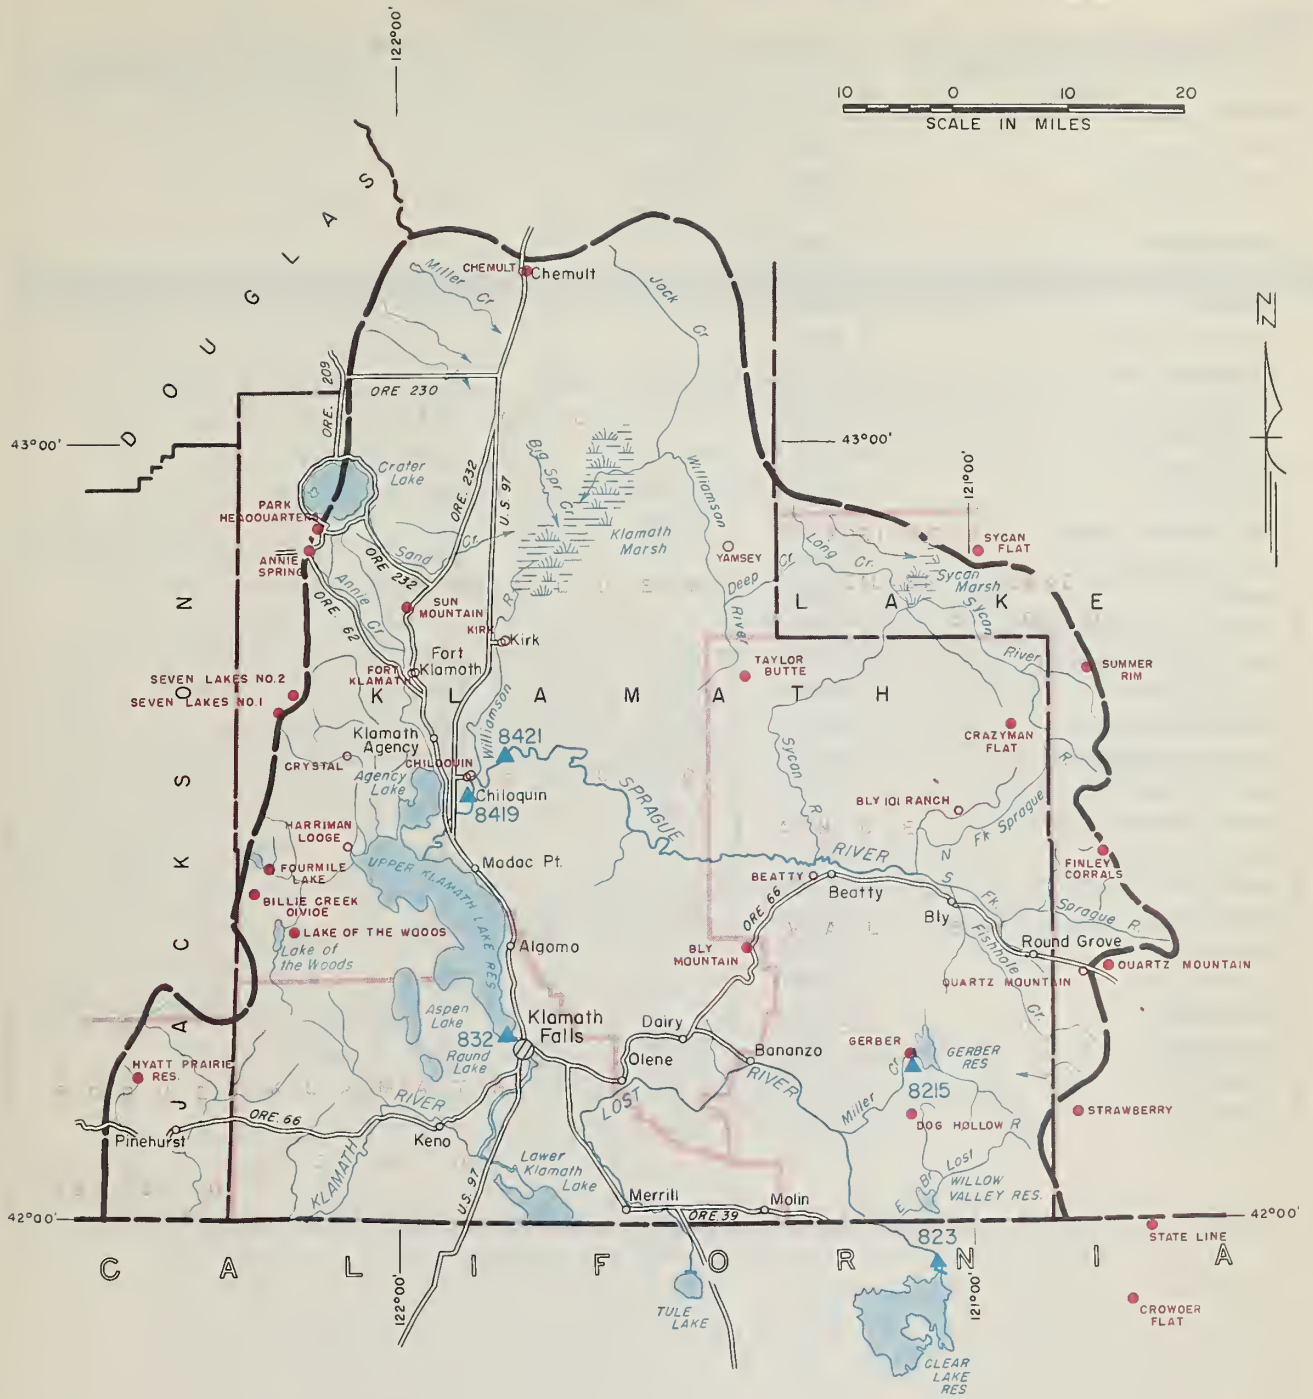 122°00'
10 0 10 20
SCALE IN MILES
DOUGLAS
Miller Cr
CHEMULT
Chemult
Jack Cr
N
ORE. 209
ORE 230
43°00'
43°00'
Crater
Lake
ORE. 232
U.S. 97
Big Spr Cr
Williamson
121°00'
PARK
HEADQUARTERS
Klamath
Marsh
YAMSEY
SYCAN
FLAT
ANNIE
SPRING
ORE 232
Sand Cr.
Long Cr.
Sycan
Marsh
Deep Cr.
Annie Cr
ORE. 62
SUN
MOUNTAIN
R
River
LAKE
Sycan
River
KIRK
Kirk
Fort
Klamath
FORT
KLAMATH
TAYLOR
BUTTE
SUMMER
RIM
SEVEN LAKES NO. 2
SEVEN LAKES NO. 1
KLAMATH
JACKSON
Klamath
Agency
Williamson
8421
CRAZYMAN
FLAT
R.
CRYSTAL
CHILOQUIN
Agency
Lake
Chiloquin
8419
SPRAGUE
RIVER
Sycan R
BLY 101 RANCH
N Fk Sprague
HARRIMAN
LODGE
UPPER KLAMATH LAKE RES
Modoc Pt.
FOURMILE
LAKE
BEATTY
Beatty
FINLEY
CORRALS
BILLIE CREEK
DIVIDE
ORE 66
S Fk. Sprague R.
Bly
LAKE OF THE WOODS
Lake of
the Woods
Algoma
BLY
MOUNTAIN
Fishhole Cr.
Round Grove
QUARTZ MOUNTAIN
QUARTZ MOUNTAIN
Aspen
Lake
832
Klamath
Falls
Dairy
Round
Lake
Olene
Bonanza
GERBER
GERBER
RES
HYATT PRAIRIE
RES.
RIVER
LOST
RIVER
Miller Cr
8215
STRAWBERRY
Pinehurst
ORE. 66
Keno
DOG HOLLOW
KLAMATH
Lower
Klamath
Lake
E Br Lost R
WILLOW
VALLEY RES.
U.S. 97
Merrill
ORE. 39
Malin
42°00'
42°00'
823
STATE LINE
CALIFORNIA
122°00'
121°00'
TULE
LAKE
CROWDER
FLAT
CLEAR
LAKE
RES